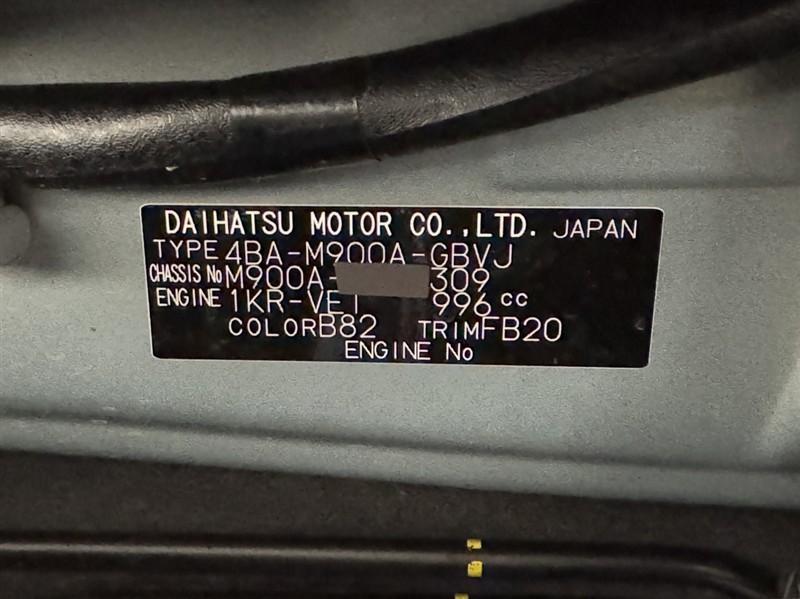 DAIHATSU MOTOR CO.,LTD. JAPAN
TYPE 4BA-M900A-GBVJ
CHASSIS No M900A- 309
ENGINE 1KR-VET 996 cc
COLOR B82 TRIM FB20
ENGINE No